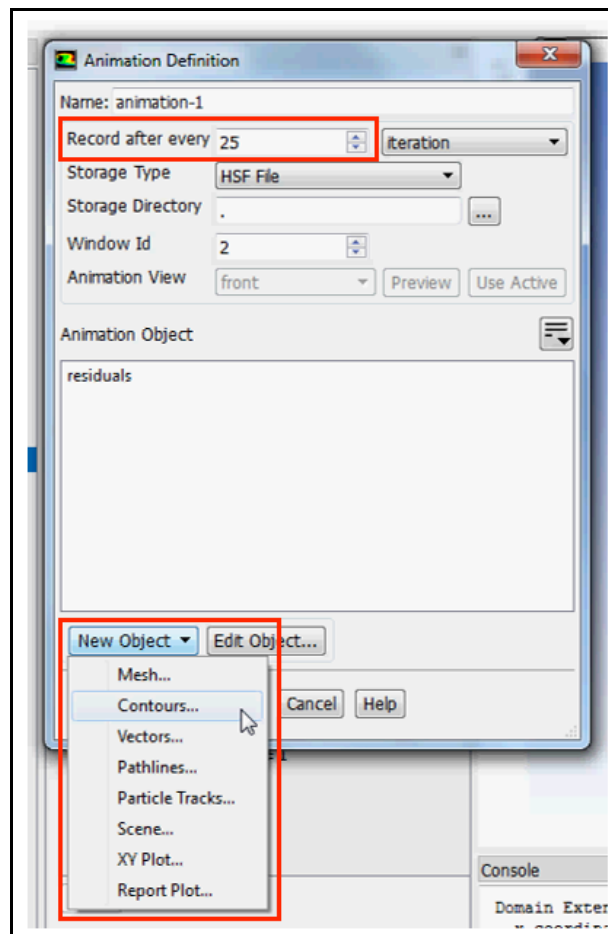 Animation Definition
Name: animation-1
Record after every 25 iteration
Storage Type HSF File
Storage Directory . ...
Window Id 2
Animation View front Preview Use Active
Animation Object
residuals
New Object Edit Object...
Mesh...
Contours... Cancel Help
Vectors...
Pathlines...
Particle Tracks...
Scene...
XY Plot...
Report Plot...
Console
Domain Exter